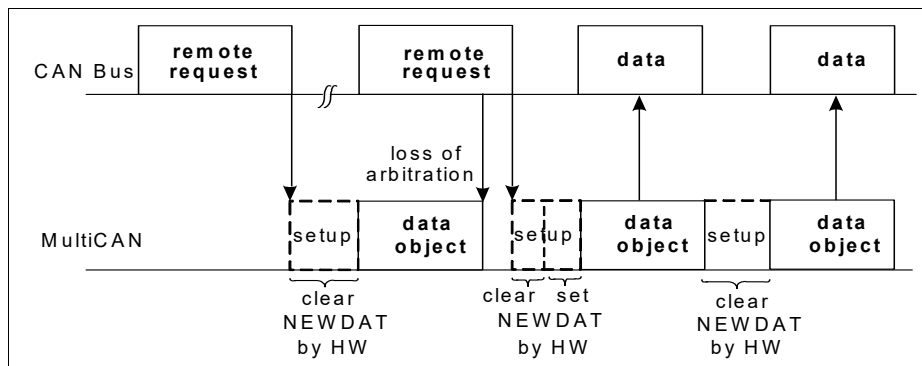 remote
request
remote
request
data
data
CAN Bus
loss of
arbitration
MultiCAN
setup
data
object
setup
data
object
setup
data
object
clear
NEWDAT
by HW
clear set
NEWDAT
by HW
clear
NEWDAT
by HW